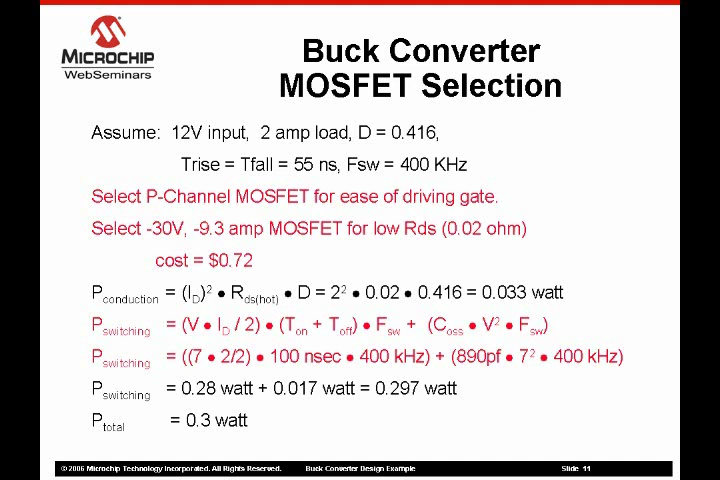 MICROCHIP
WebSeminars
Buck Converter
MOSFET Selection
Assume: 12V input, 2 amp load, D = 0.416,
Trise = Tfall = 55 ns, Fsw = 400 KHz
Select P-Channel MOSFET for ease of driving gate.
Select -30V, -9.3 amp MOSFET for low Rds (0.02 ohm)
cost = $0.72
Pconduction = (ID)² • Rds(hot) • D = 2² • 0.02 • 0.416 = 0.033 watt
Pswitching = (V • ID / 2) • (Ton + Toff) • Fsw + (Coss • V² • Fsw)
Pswitching = ((7 • 2/2) • 100 nsec • 400 kHz) + (890pf • 7² • 400 kHz)
Pswitching = 0.28 watt + 0.017 watt = 0.297 watt
Ptotal = 0.3 watt
© 2006 Microchip Technology Incorporated. All Rights Reserved. Buck Converter Design Example Slide 11